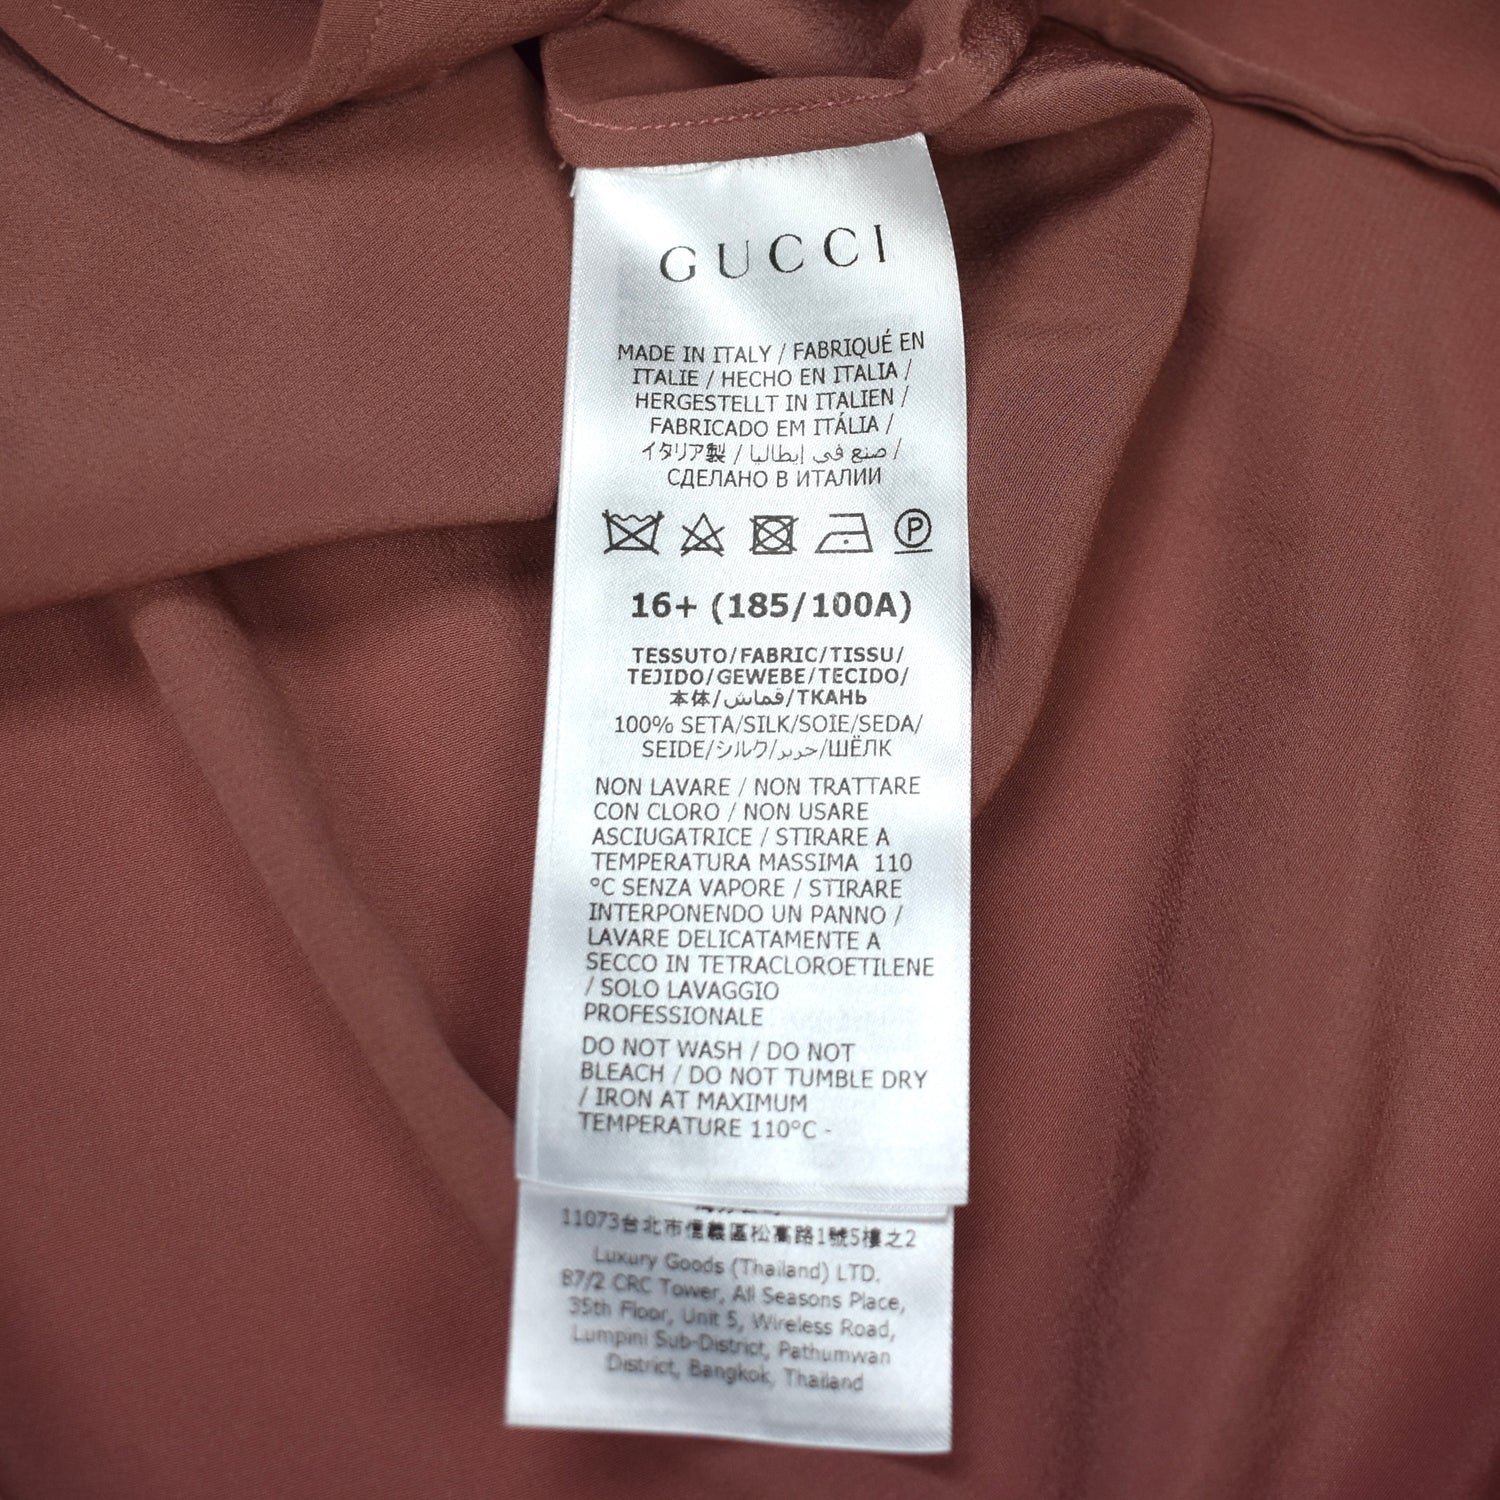 GUCCI
MADE IN ITALY / FABRIQUÉ EN
ITALIE / HECHO EN ITALIA /
HERGESTELLT IN ITALIEN /
FABRICADO EM ITÁLIA /
イタリア製 / صنع في إيطاليا /
СДЕЛАНО В ИТАЛИИ
P
16+ (185/100A)
TESSUTO/FABRIC/TISSU/
TEJIDO/GEWEBE/TECIDO/
本体/قماش/ТКАНЬ
100% SETA/SILK/SOIE/SEDA/
SEIDE/シルク/حرير/ШЁЛК
NON LAVARE / NON TRATTARE
CON CLORO / NON USARE
ASCIUGATRICE / STIRARE A
TEMPERATURA MASSIMA 110
°C SENZA VAPORE / STIRARE
INTERPONENDO UN PANNO /
LAVARE DELICATAMENTE A
SECCO IN TETRACLOROETILENE
/ SOLO LAVAGGIO
PROFESSIONALE
DO NOT WASH / DO NOT
BLEACH / DO NOT TUMBLE DRY
/ IRON AT MAXIMUM
TEMPERATURE 110°C -
11073台北市信義區松高路1號5樓之2
Luxury Goods (Thailand) LTD.
87/2 CRC Tower, All Seasons Place,
35th Floor, Unit 5, Wireless Road,
Lumpini Sub-District, Pathumwan
District, Bangkok, Thailand